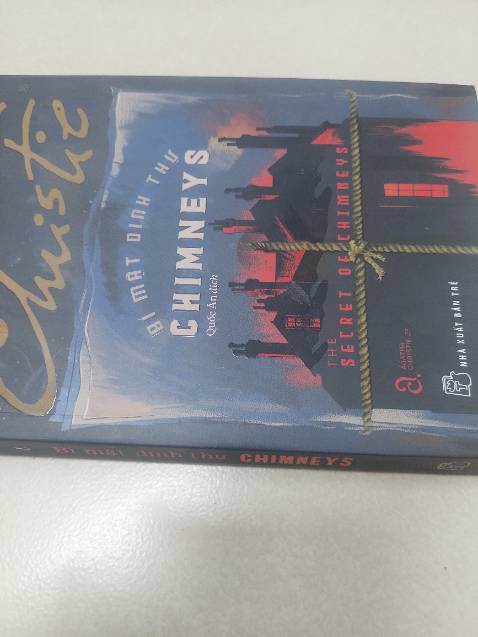 Christie
BÍ MẬT DINH THỰ
CHIMNEYS
Quốc Ấn dịch
THE
SECRET OF CHIMNEYS
AGATHA
CHRISTIE
NHÀ XUẤT BẢN TRẺ
Bí mật dinh thự CHIMNEYS